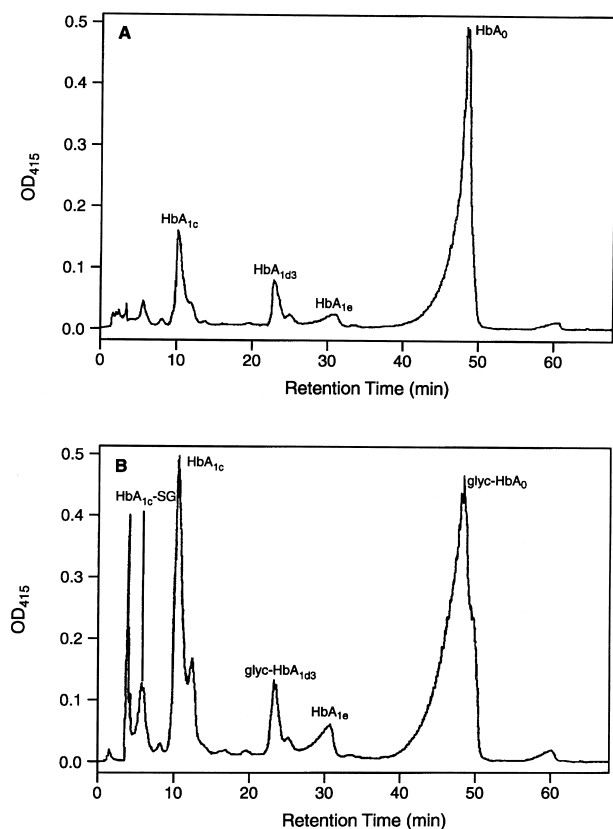 A
OD₄₁₅
0.5
0.4
0.3
0.2
0.1
0.0
HbA₁c
HbA₁d₃
HbA₁e
HbA₀
0 10 20 30 40 50 60
Retention Time (min)
B
OD₄₁₅
0.5
0.4
0.3
0.2
0.1
0.0
HbA₁c-SG
HbA₁c
glyc-HbA₁d₃
HbA₁e
glyc-HbA₀
0 10 20 30 40 50 60
Retention Time (min)